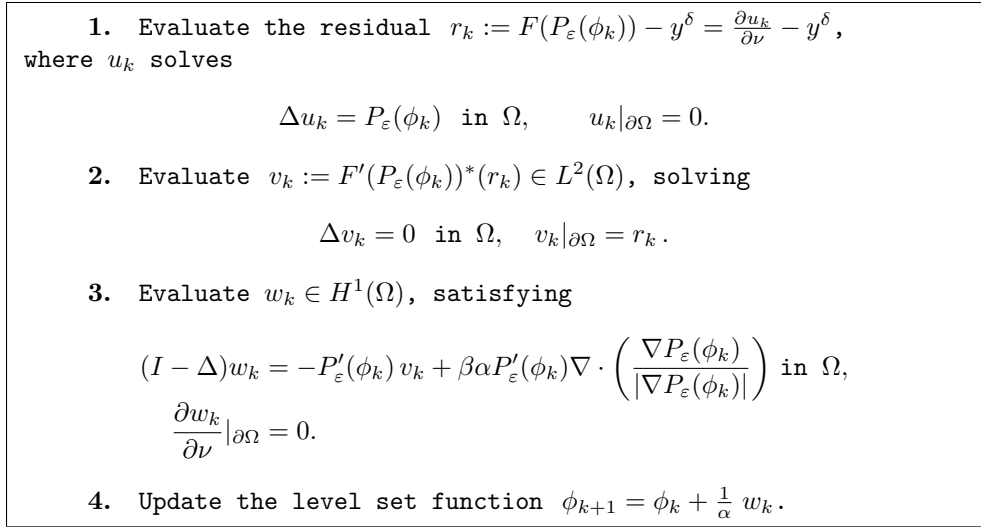 1. Evaluate the residual r_k := F(P_ε(ϕ_k)) − y^δ = ∂u_k/∂ν − y^δ,
where u_k solves
Δu_k = P_ε(ϕ_k) in Ω, u_k|_∂Ω = 0.
2. Evaluate v_k := F′(P_ε(ϕ_k))*(r_k) ∈ L²(Ω), solving
Δv_k = 0 in Ω, v_k|_∂Ω = r_k .
3. Evaluate w_k ∈ H¹(Ω), satisfying
(I − Δ)w_k = −P′_ε(ϕ_k) v_k + βαP′_ε(ϕ_k)∇ · (∇P_ε(ϕ_k)/|∇P_ε(ϕ_k)|) in Ω,
∂w_k/∂ν|_∂Ω = 0.
4. Update the level set function ϕ_{k+1} = ϕ_k + 1/α w_k .